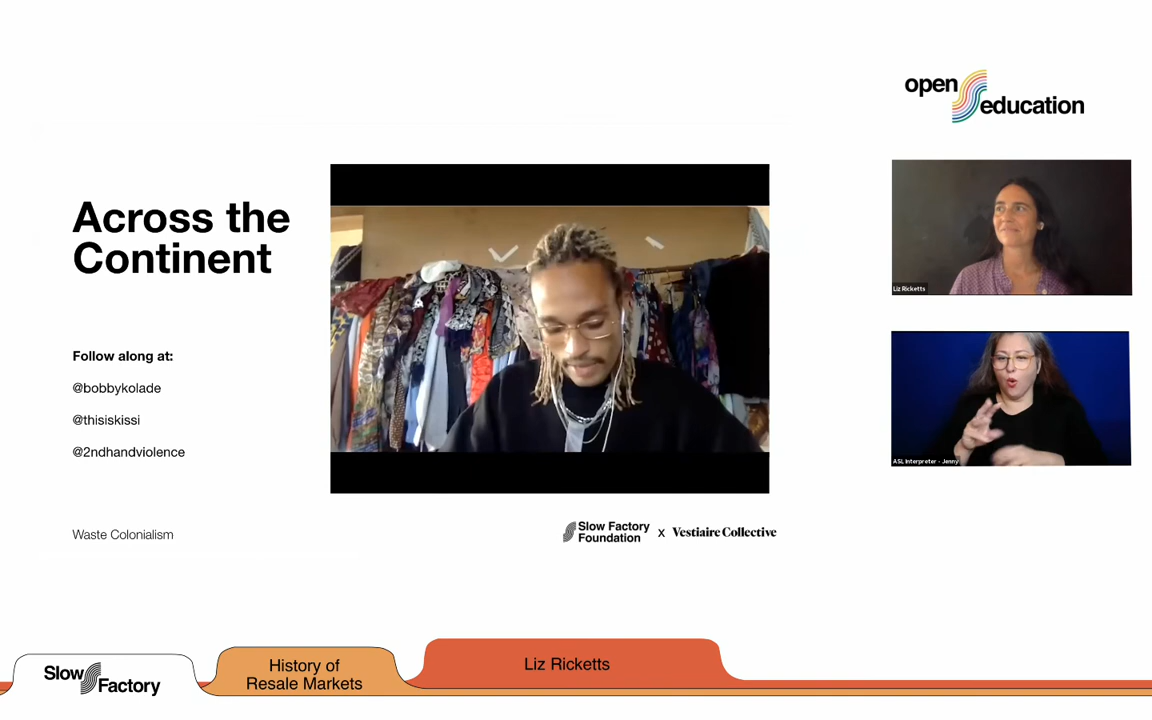 open
education
Across the
Continent
Follow along at:
@bobbykolade
@thisiskissi
@2ndhandviolence
Liz Ricketts
ASL Interpreter - Jenny
Waste Colonialism
Slow Factory
Foundation
x
Vestiaire Collective
Slow
Factory
History of
Resale Markets
Liz Ricketts